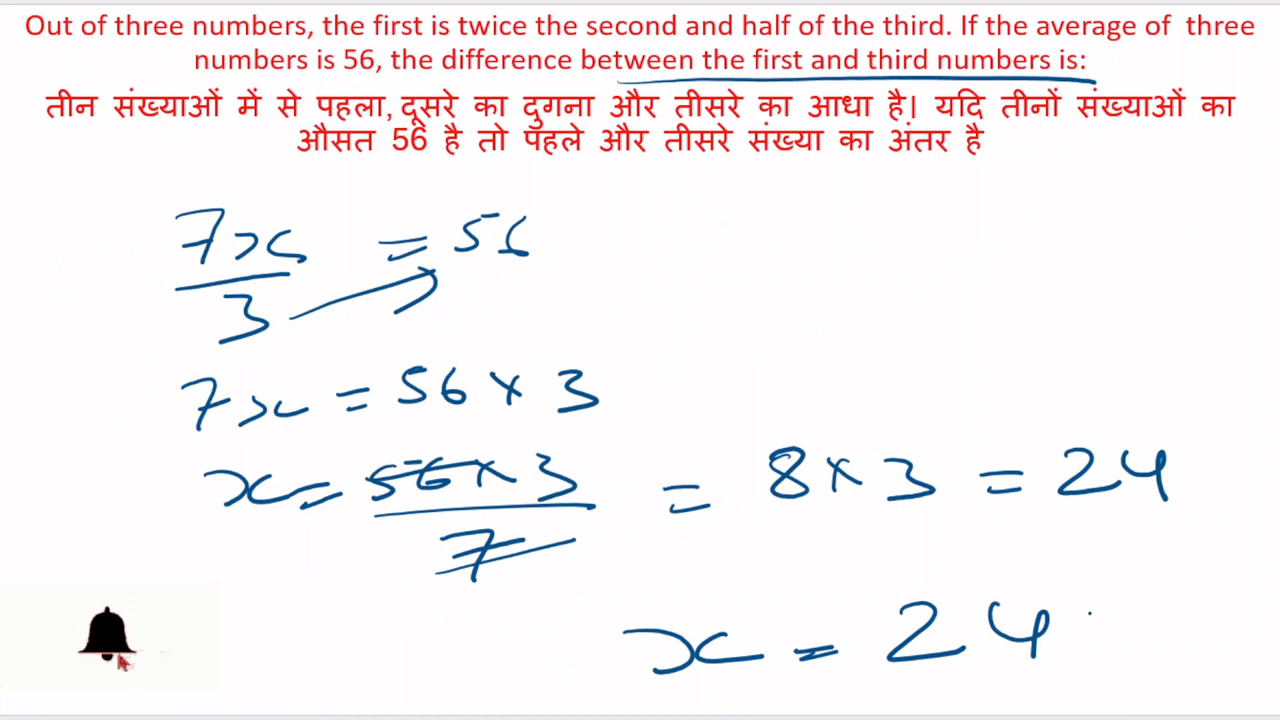 Out of three numbers, the first is twice the second and half of the third. If the average of three
numbers is 56, the difference between the first and third numbers is:
तीन संख्याओं में से पहला, दूसरे का दुगना और तीसरे का आधा है। यदि तीनों संख्याओं का
औसत 56 है तो पहले और तीसरे संख्या का अंतर है
7x = 56
3
7x = 56 x 3
x = 56 x 3 = 8 x 3 = 24
7
x = 24